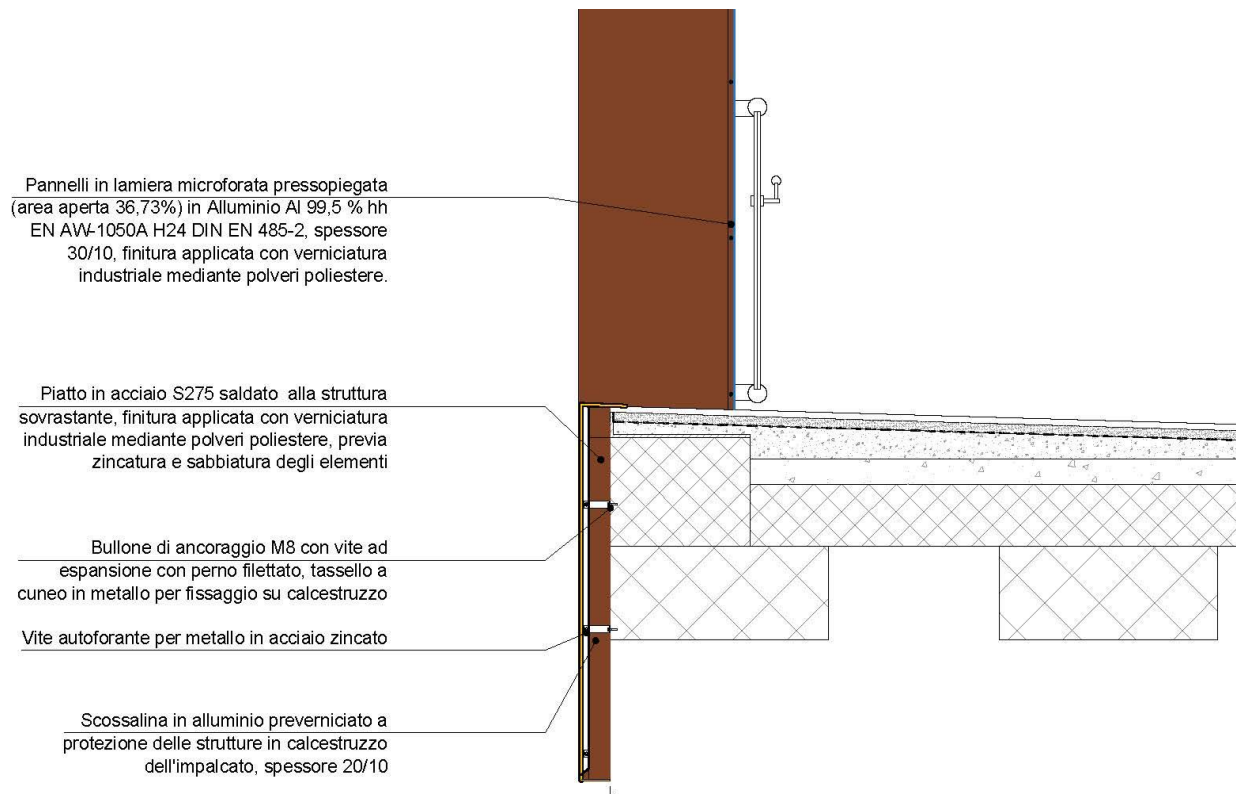 Pannelli in lamiera microforata pressopiegata
(area aperta 36,73%) in Alluminio Al 99,5 % hh
EN AW-1050A H24 DIN EN 485-2, spessore
30/10, finitura applicata con verniciatura
industriale mediante polveri poliestere.
Piatto in acciaio S275 saldato alla struttura
sovrastante, finitura applicata con verniciatura
industriale mediante polveri poliestere, previa
zincatura e sabbiatura degli elementi
Bullone di ancoraggio M8 con vite ad
espansione con perno filettato, tassello a
cuneo in metallo per fissaggio su calcestruzzo
Vite autoforante per metallo in acciaio zincato
Scossalina in alluminio preverniciato a
protezione delle strutture in calcestruzzo
dell'impalcato, spessore 20/10